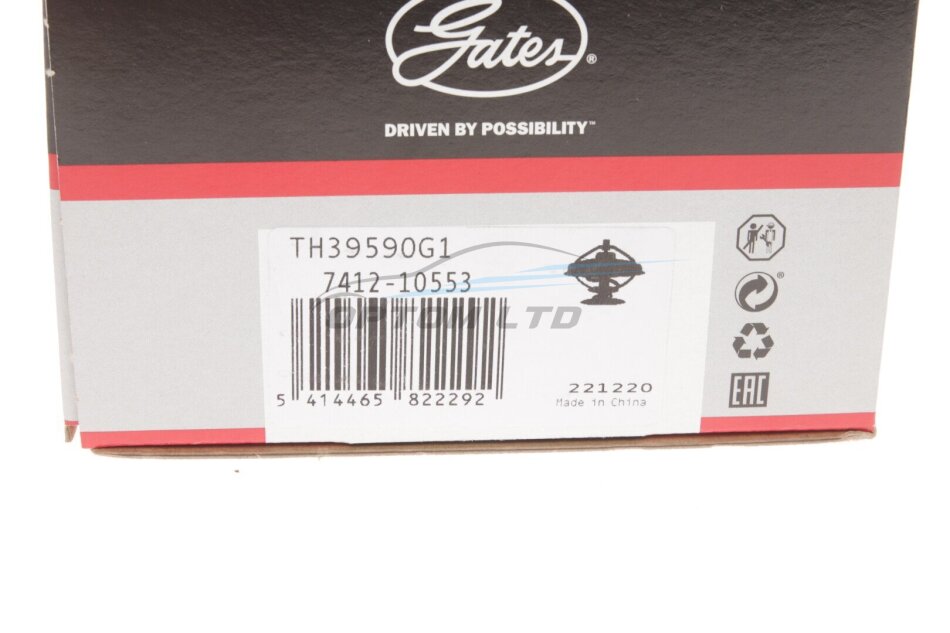 Gates®
DRIVEN BY POSSIBILITY™
TH39590G1
7412-10553
OPTOM LTD
5 414465 822292
221220
Made in China
EAC